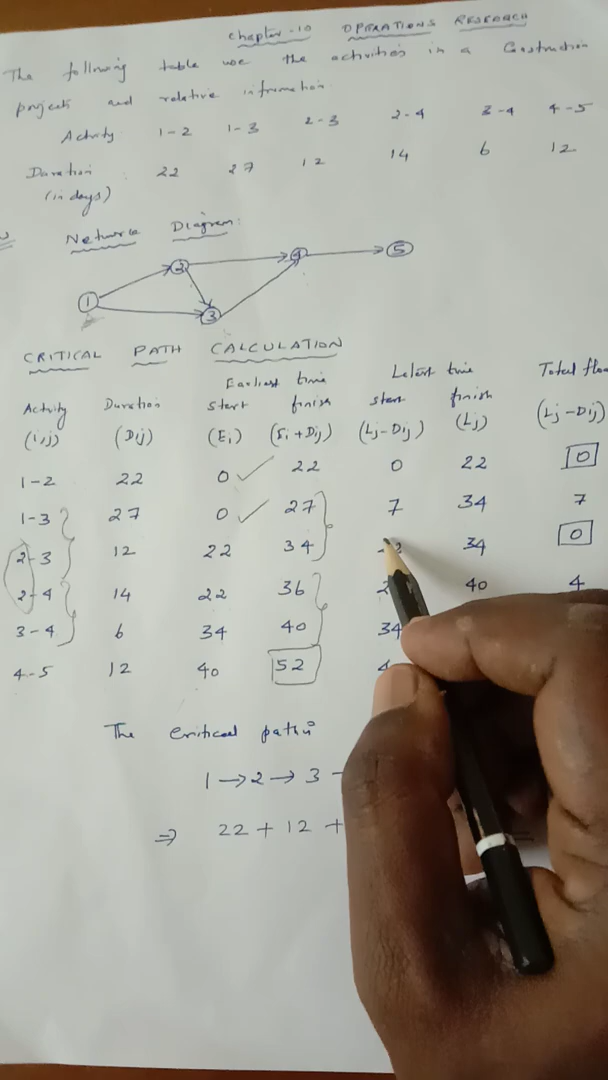 Chapter-10 OPERATIONS RESEARCH
The following table use the activities in a Construction
project and relative information
Activity 1-2 1-3 2-3 2-4 3-4 4-5
Duration 22 27 12 14 6 12
(in days)
Network Diagram:
2 4 5
1
3
CRITICAL PATH CALCULATION
Earliest time Latest time Total
Activity Duration start finish start finish
(i,j) (Dij) (Ei) (Ei + Dij) (Lj-Dij) (Lj) (Lj-Dij)
1-2 22 0 22 0 22 0
1-3 27 0 27 7 34 7
2-3 12 22 34 34 0
2-4 14 22 36 40 4
3-4 6 34 40 34
4-5 12 40 52
The Critical path
1 → 2 → 3
⇒ 22 + 12 +